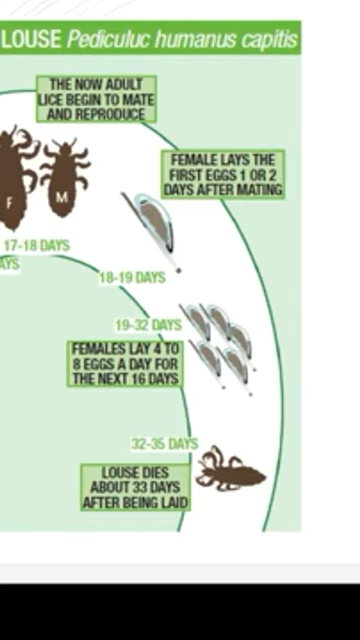 LOUSE Pediculuc humanus capitis
THE NOW ADULT
LICE BEGIN TO MATE
AND REPRODUCE
FEMALE LAYS THE
FIRST EGGS 1 OR 2
DAYS AFTER MATING
F
M
17-18 DAYS
AYS
18-19 DAYS
19-32 DAYS
FEMALES LAY 4 TO
8 EGGS A DAY FOR
THE NEXT 16 DAYS
32-35 DAYS
LOUSE DIES
ABOUT 33 DAYS
AFTER BEING LAID